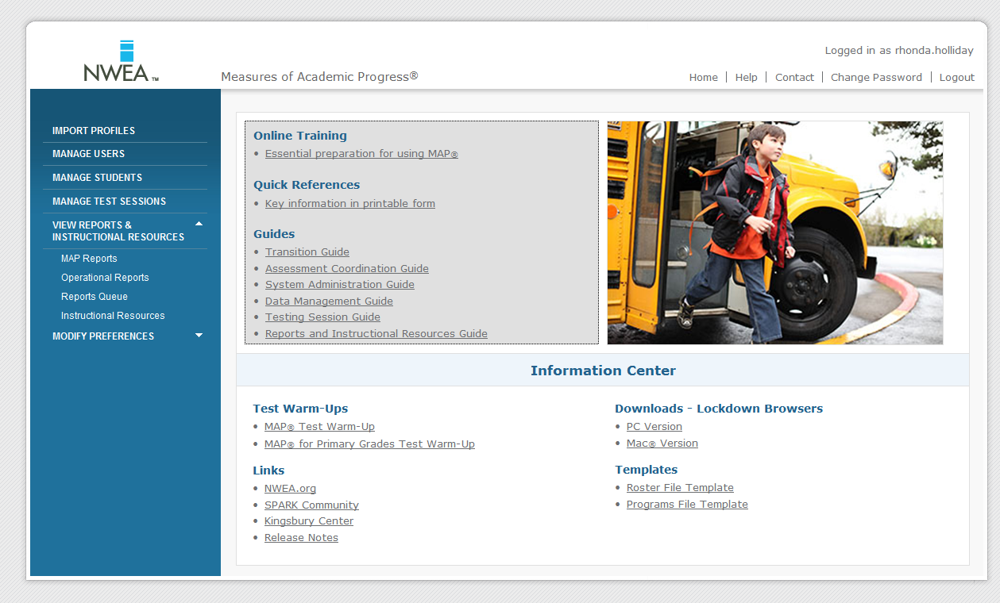 Logged in as rhonda.holliday
NWEA™
Measures of Academic Progress®
Home | Help | Contact | Change Password | Logout
IMPORT PROFILES
MANAGE USERS
MANAGE STUDENTS
MANAGE TEST SESSIONS
VIEW REPORTS &
INSTRUCTIONAL RESOURCES
MAP Reports
Operational Reports
Reports Queue
Instructional Resources
MODIFY PREFERENCES
Online Training
• Essential preparation for using MAP®
Quick References
• Key information in printable form
Guides
• Transition Guide
• Assessment Coordination Guide
• System Administration Guide
• Data Management Guide
• Testing Session Guide
• Reports and Instructional Resources Guide
Information Center
Test Warm-Ups
• MAP® Test Warm-Up
• MAP® for Primary Grades Test Warm-Up
Links
• NWEA.org
• SPARK Community
• Kingsbury Center
• Release Notes
Downloads - Lockdown Browsers
• PC Version
• Mac® Version
Templates
• Roster File Template
• Programs File Template